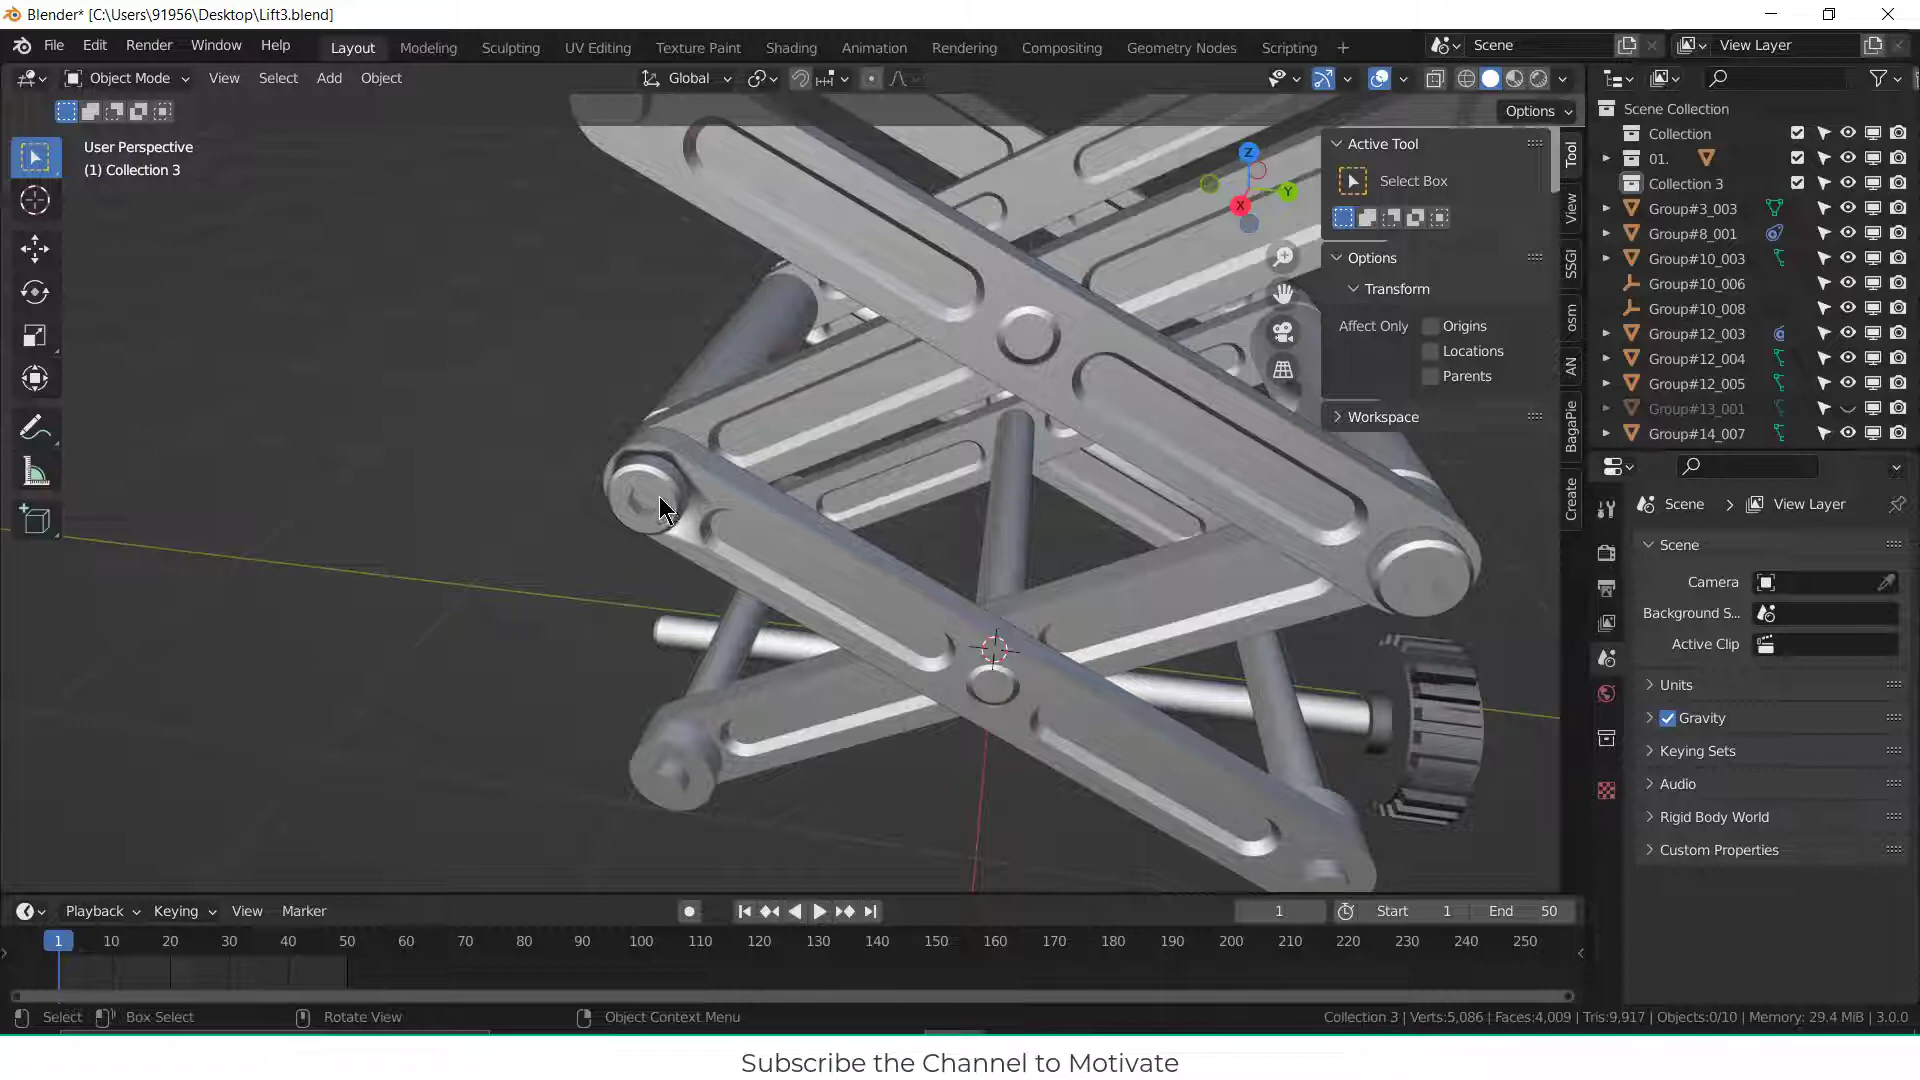 Blender* [C:\Users\91956\Desktop\Lift3.blend]
File Edit Render Window Help Layout Modeling Sculpting UV Editing Texture Paint Shading Animation Rendering Compositing Geometry Nodes Scripting + Scene View Layer
Object Mode View Select Add Object Global
Options
User Perspective
(1) Collection 3
Z
Y
X
Active Tool
Select Box
Options
Transform
Affect Only Origins
Locations
Parents
Workspace
Tool
View
SSGI
osm
AN
BagaPie
Create
Scene Collection
Collection
01.
Collection 3
Group#3_003
Group#8_001
Group#10_003
Group#10_006
Group#10_008
Group#12_003
Group#12_004
Group#12_005
Group#13_001
Group#14_007
Scene > View Layer
Scene
Camera
Background S...
Active Clip
Units
Gravity
Keying Sets
Audio
Rigid Body World
Custom Properties
Playback Keying View Marker 1 Start 1 End 50
1 10 20 30 40 50 60 70 80 90 100 110 120 130 140 150 160 170 180 190 200 210 220 230 240 250
Select Box Select Rotate View Object Context Menu Collection 3 | Verts:5,086 | Faces:4,009 | Tris:9,917 | Objects:0/10 | Memory: 29.4 MiB | 3.0.0
Subscribe the Channel to Motivate